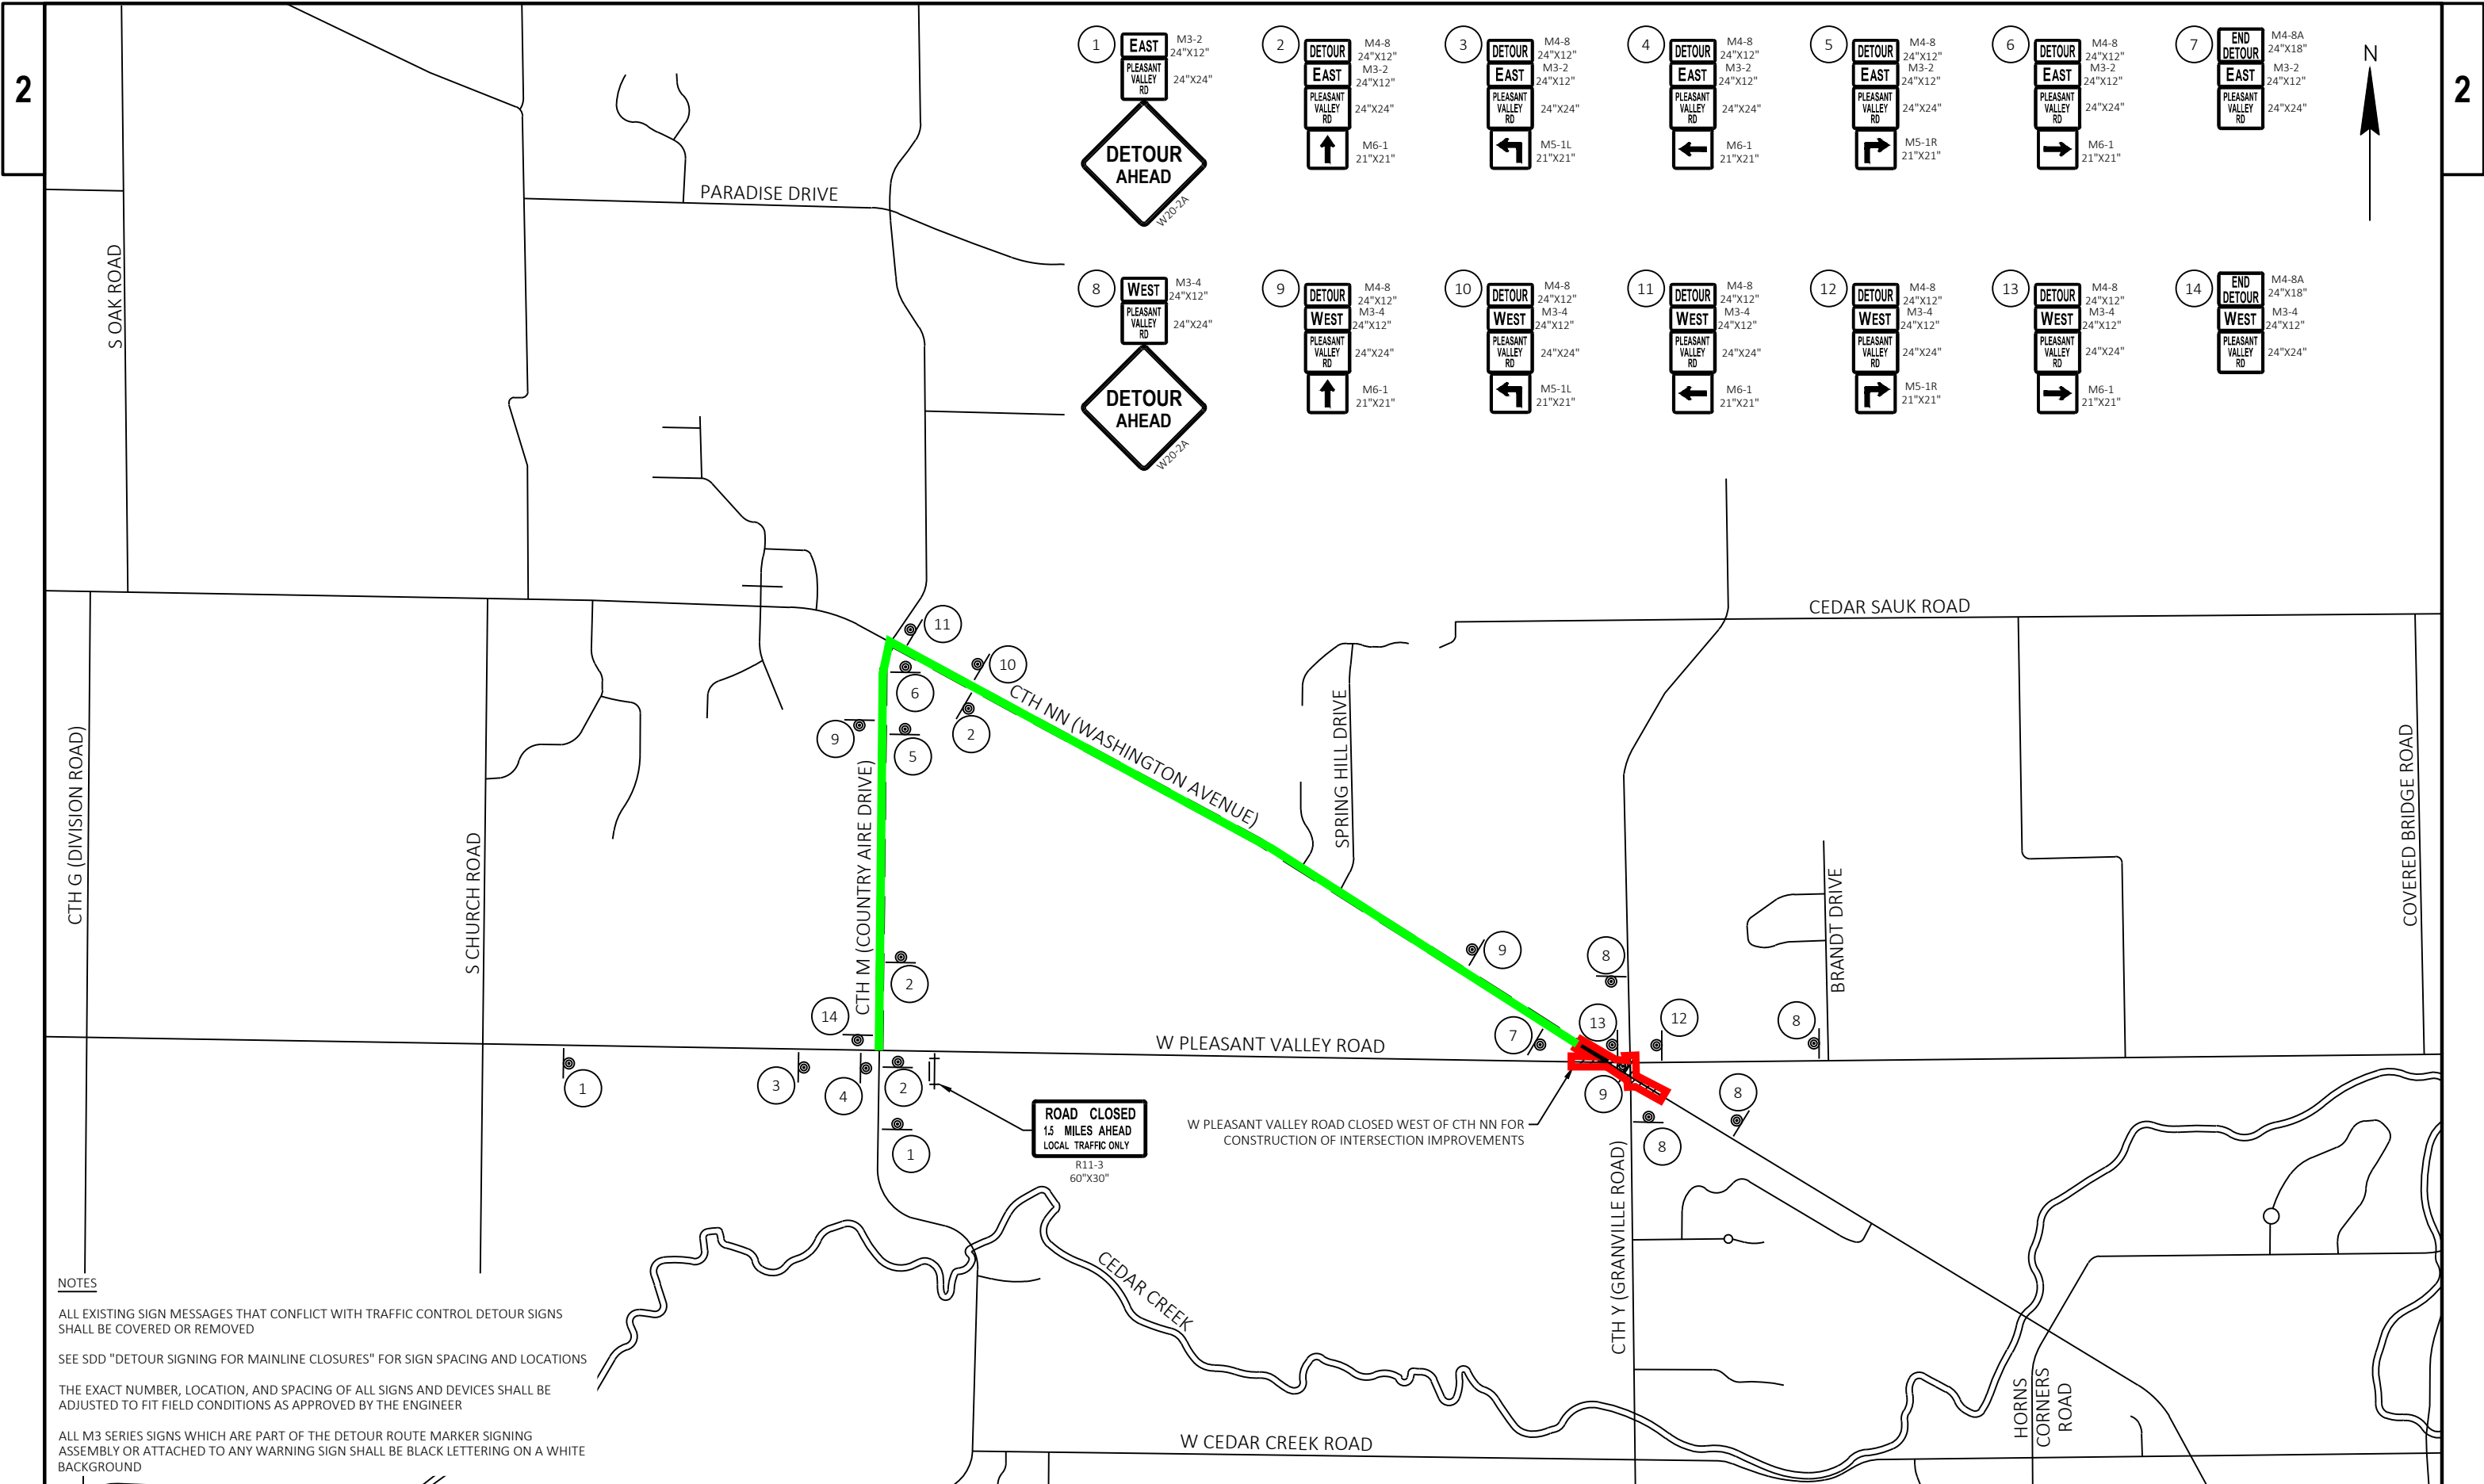 2
2
1
EAST
PLEASANT
VALLEY
RD
M3-2
24"X12"
24"X24"
DETOUR
AHEAD
W20-2A
2
DETOUR
EAST
PLEASANT
VALLEY
RD
M4-8
24"X12"
M3-2
24"X12"
24"X24"
M6-1
21"X21"
3
DETOUR
EAST
PLEASANT
VALLEY
RD
M4-8
24"X12"
M3-2
24"X12"
24"X24"
M5-1L
21"X21"
4
DETOUR
EAST
PLEASANT
VALLEY
RD
M4-8
24"X12"
M3-2
24"X12"
24"X24"
M6-1
21"X21"
5
DETOUR
EAST
PLEASANT
VALLEY
RD
M4-8
24"X12"
M3-2
24"X12"
24"X24"
M5-1R
21"X21"
6
DETOUR
EAST
PLEASANT
VALLEY
RD
M4-8
24"X12"
M3-2
24"X12"
24"X24"
M6-1
21"X21"
7
END
DETOUR
EAST
PLEASANT
VALLEY
RD
M4-8A
24"X18"
M3-2
24"X12"
24"X24"
N
8
WEST
PLEASANT
VALLEY
RD
M3-4
24"X12"
24"X24"
DETOUR
AHEAD
W20-2A
9
DETOUR
WEST
PLEASANT
VALLEY
RD
M4-8
24"X12"
M3-4
24"X12"
24"X24"
M6-1
21"X21"
10
DETOUR
WEST
PLEASANT
VALLEY
RD
M4-8
24"X12"
M3-4
24"X12"
24"X24"
M5-1L
21"X21"
11
DETOUR
WEST
PLEASANT
VALLEY
RD
M4-8
24"X12"
M3-4
24"X12"
24"X24"
M6-1
21"X21"
12
DETOUR
WEST
PLEASANT
VALLEY
RD
M4-8
24"X12"
M3-4
24"X12"
24"X24"
M5-1R
21"X21"
13
DETOUR
WEST
PLEASANT
VALLEY
RD
M4-8
24"X12"
M3-4
24"X12"
24"X24"
M6-1
21"X21"
14
END
DETOUR
WEST
PLEASANT
VALLEY
RD
M4-8A
24"X18"
M3-4
24"X12"
24"X24"
PARADISE DRIVE
S OAK ROAD
CEDAR SAUK ROAD
11
10
6
2
9
5
CTH NN (WASHINGTON AVENUE)
SPRING HILL DRIVE
CTH G (DIVISION ROAD)
S CHURCH ROAD
CTH M (COUNTRY AIRE DRIVE)
COVERED BRIDGE ROAD
BRANDT DRIVE
9
8
2
14
7
13
12
8
W PLEASANT VALLEY ROAD
1
3
4
2
9
8
1
8
ROAD CLOSED
1.5 MILES AHEAD
LOCAL TRAFFIC ONLY
R11-3
60"X30"
W PLEASANT VALLEY ROAD CLOSED WEST OF CTH NN FOR
CONSTRUCTION OF INTERSECTION IMPROVEMENTS
CTH Y (GRANVILLE ROAD)
CEDAR CREEK
HORNS
CORNERS
ROAD
W CEDAR CREEK ROAD
NOTES
ALL EXISTING SIGN MESSAGES THAT CONFLICT WITH TRAFFIC CONTROL DETOUR SIGNS
SHALL BE COVERED OR REMOVED
SEE SDD "DETOUR SIGNING FOR MAINLINE CLOSURES" FOR SIGN SPACING AND LOCATIONS
THE EXACT NUMBER, LOCATION, AND SPACING OF ALL SIGNS AND DEVICES SHALL BE
ADJUSTED TO FIT FIELD CONDITIONS AS APPROVED BY THE ENGINEER
ALL M3 SERIES SIGNS WHICH ARE PART OF THE DETOUR ROUTE MARKER SIGNING
ASSEMBLY OR ATTACHED TO ANY WARNING SIGN SHALL BE BLACK LETTERING ON A WHITE
BACKGROUND